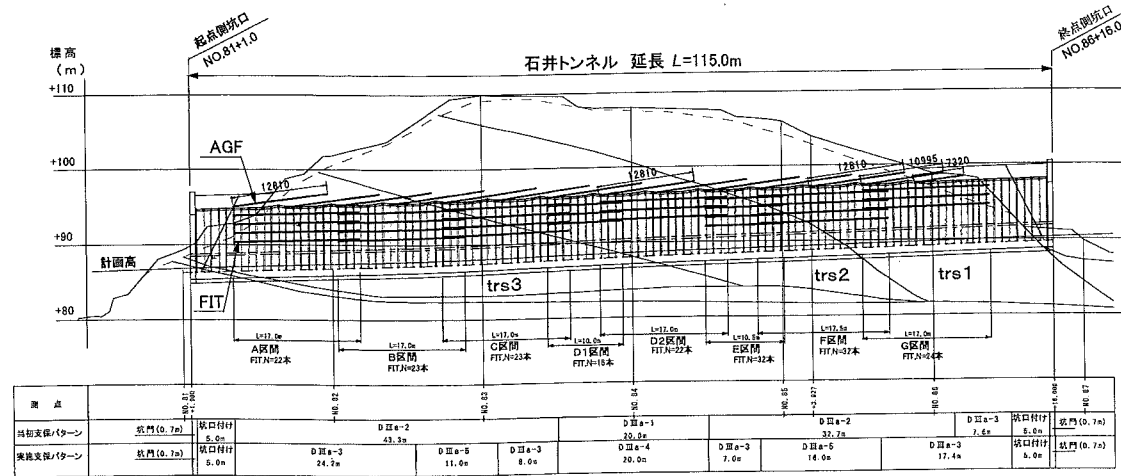 起点側坑口
NO.81+1.0
終点側坑口
NO.86+16.0
標高
(m)
石井トンネル 延長 L=115.0m
+110
+100
+90
+80
AGF
12810
12810
12810
10995
7320
計画高
FIT
trs3
trs2
trs1
L=17.0m
A区間
FIT.N=22本
L=17.0m
B区間
FIT.N=23本
L=17.0m
C区間
FIT.N=23本
L=10.0m
D1区間
FIT.N=15本
L=17.0m
D2区間
FIT.N=22本
L=10.5m
E区間
FIT.N=32本
L=17.5m
F区間
FIT.N=32本
L=17.0m
G区間
FIT.N=24本
測点
NO.81
+1.000
NO.82
NO.83
NO.84
NO.85
NO.86
NO.87
当初支保パターン
坑門(0.7m)
坑口付け
5.0m
DⅢa-2
43.3m
DⅢa-1
20.0m
DⅢa-2
32.7m
DⅢa-3
7.6m
坑口付け
5.0m
坑門(0.7m)
実施支保パターン
坑門(0.7m)
坑口付け
5.0m
DⅢa-3
24.2m
DⅢa-5
11.0m
DⅢa-3
8.0m
DⅢa-4
20.0m
DⅢa-3
7.0m
DⅢa-5
16.0m
DⅢa-3
17.4m
坑口付け
5.0m
坑門(0.7m)